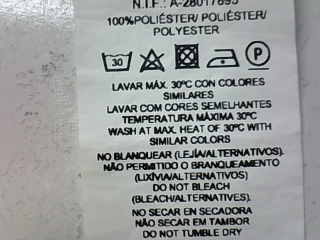 N.I.F.: A-28017895
100%POLIÉSTER/ POLIÉSTER/
POLYESTER
30
P
LAVAR MÁX. 30ºC CON COLORES
SIMILARES
LAVAR COM CORES SEMELHANTES
TEMPERATURA MÁXIMA 30ºC
WASH AT MAX. HEAT OF 30ºC WITH
SIMILAR COLORS
NO BLANQUEAR (LEJÍA/ALTERNATIVOS).
NÃO PERMITIDO O BRANQUEAMENTO
(LIXÍVIA/ALTERNATIVOS)
DO NOT BLEACH
(BLEACH/ALTERNATIVES).
NO SECAR EN SECADORA
NÃO SECAR EM TAMBOR
DO NOT TUMBLE DRY